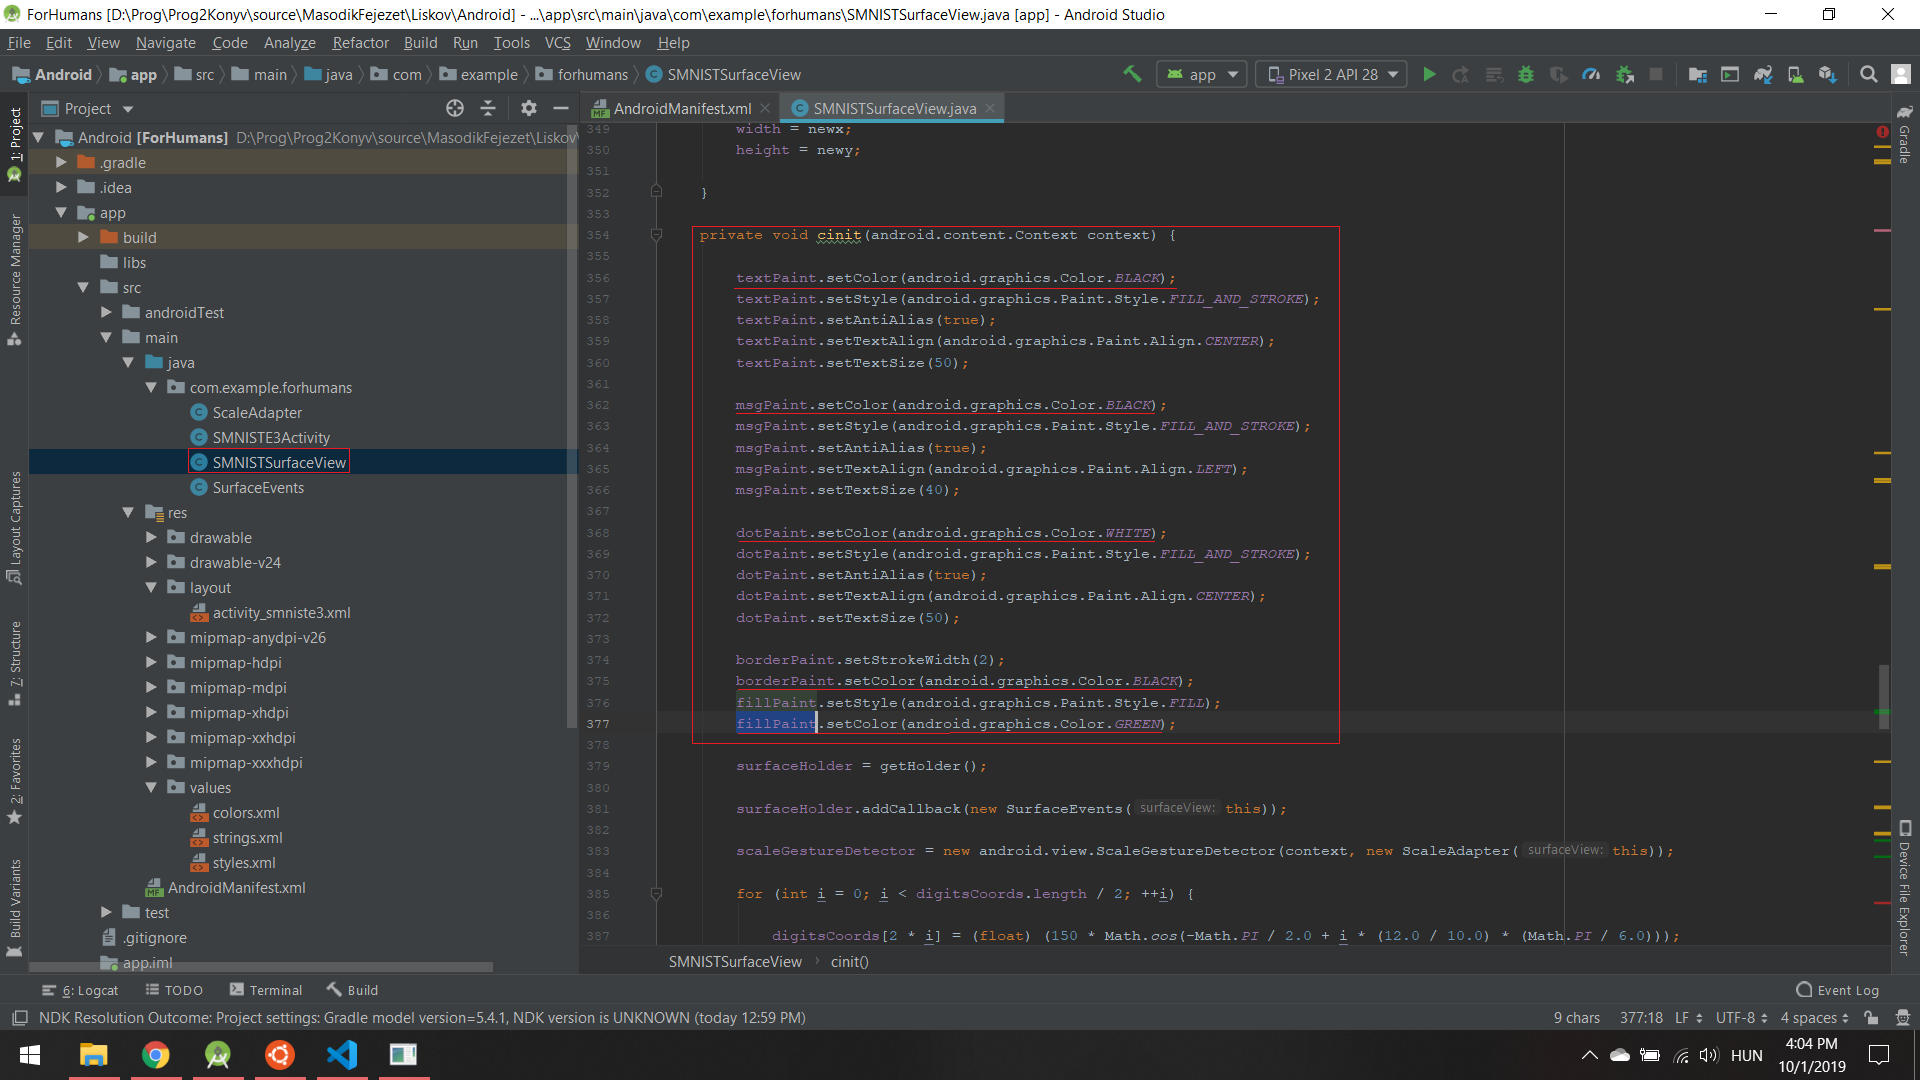 ForHumans [D:\Prog\Prog2Konyv\source\MasodikFejezet\Liskov\Android] - ...\app\src\main\java\com\example\forhumans\SMNISTSurfaceView.java [app] - Android Studio
File Edit View Navigate Code Analyze Refactor Build Run Tools VCS Window Help
Android app src main java com example forhumans SMNISTSurfaceView
app Pixel 2 API 28
Project
AndroidManifest.xml
SMNISTSurfaceView.java
1: Project
Resource Manager
Layout Captures
7: Structure
2: Favorites
Build Variants
Android [ForHumans] D:\Prog\Prog2Konyv\source\MasodikFejezet\Liskov\
.gradle
.idea
app
build
libs
src
androidTest
main
java
com.example.forhumans
ScaleAdapter
SMNISTE3Activity
SMNISTSurfaceView
SurfaceEvents
res
drawable
drawable-v24
layout
activity_smniste3.xml
mipmap-anydpi-v26
mipmap-hdpi
mipmap-mdpi
mipmap-xhdpi
mipmap-xxhdpi
mipmap-xxxhdpi
values
colors.xml
strings.xml
styles.xml
AndroidManifest.xml
test
.gitignore
app.iml
349 width = newx;
350 height = newy;
351
352 }
353
354 private void cinit(android.content.Context context) {
355
356 textPaint.setColor(android.graphics.Color.BLACK);
357 textPaint.setStyle(android.graphics.Paint.Style.FILL_AND_STROKE);
358 textPaint.setAntiAlias(true);
359 textPaint.setTextAlign(android.graphics.Paint.Align.CENTER);
360 textPaint.setTextSize(50);
361
362 msgPaint.setColor(android.graphics.Color.BLACK);
363 msgPaint.setStyle(android.graphics.Paint.Style.FILL_AND_STROKE);
364 msgPaint.setAntiAlias(true);
365 msgPaint.setTextAlign(android.graphics.Paint.Align.LEFT);
366 msgPaint.setTextSize(40);
367
368 dotPaint.setColor(android.graphics.Color.WHITE);
369 dotPaint.setStyle(android.graphics.Paint.Style.FILL_AND_STROKE);
370 dotPaint.setAntiAlias(true);
371 dotPaint.setTextAlign(android.graphics.Paint.Align.CENTER);
372 dotPaint.setTextSize(50);
373
374 borderPaint.setStrokeWidth(2);
375 borderPaint.setColor(android.graphics.Color.BLACK);
376 fillPaint.setStyle(android.graphics.Paint.Style.FILL);
377 fillPaint.setColor(android.graphics.Color.GREEN);
378
379 surfaceHolder = getHolder();
380
381 surfaceHolder.addCallback(new SurfaceEvents( surfaceView: this));
382
383 scaleGestureDetector = new android.view.ScaleGestureDetector(context, new ScaleAdapter( surfaceView: this));
384
385 for (int i = 0; i < digitsCoords.length / 2; ++i) {
386
387 digitsCoords[2 * i] = (float) (150 * Math.cos(-Math.PI / 2.0 + i * (12.0 / 10.0) * (Math.PI / 6.0)));
Gradle
Device File Explorer
SMNISTSurfaceView cinit()
6: Logcat TODO Terminal Build Event Log
NDK Resolution Outcome: Project settings: Gradle model version=5.4.1, NDK version is UNKNOWN (today 12:59 PM) 9 chars 377:18 LF UTF-8 4 spaces
HUN
4:04 PM
10/1/2019